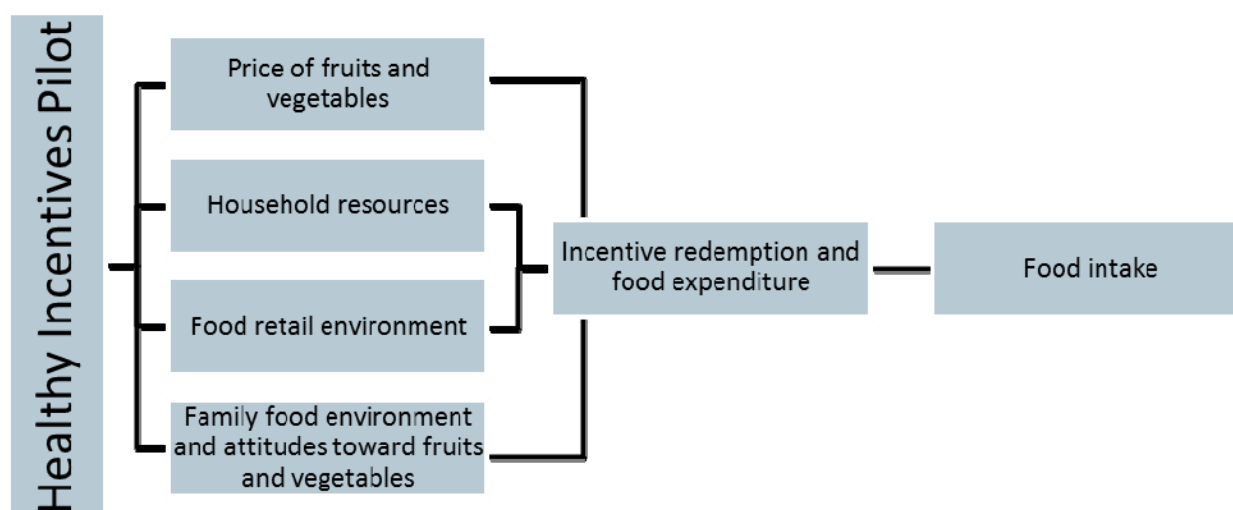 Healthy Incentives Pilot
Price of fruits and
vegetables
Household resources
Food retail environment
Family food environment
and attitudes toward fruits
and vegetables
Incentive redemption and
food expenditure
Food intake